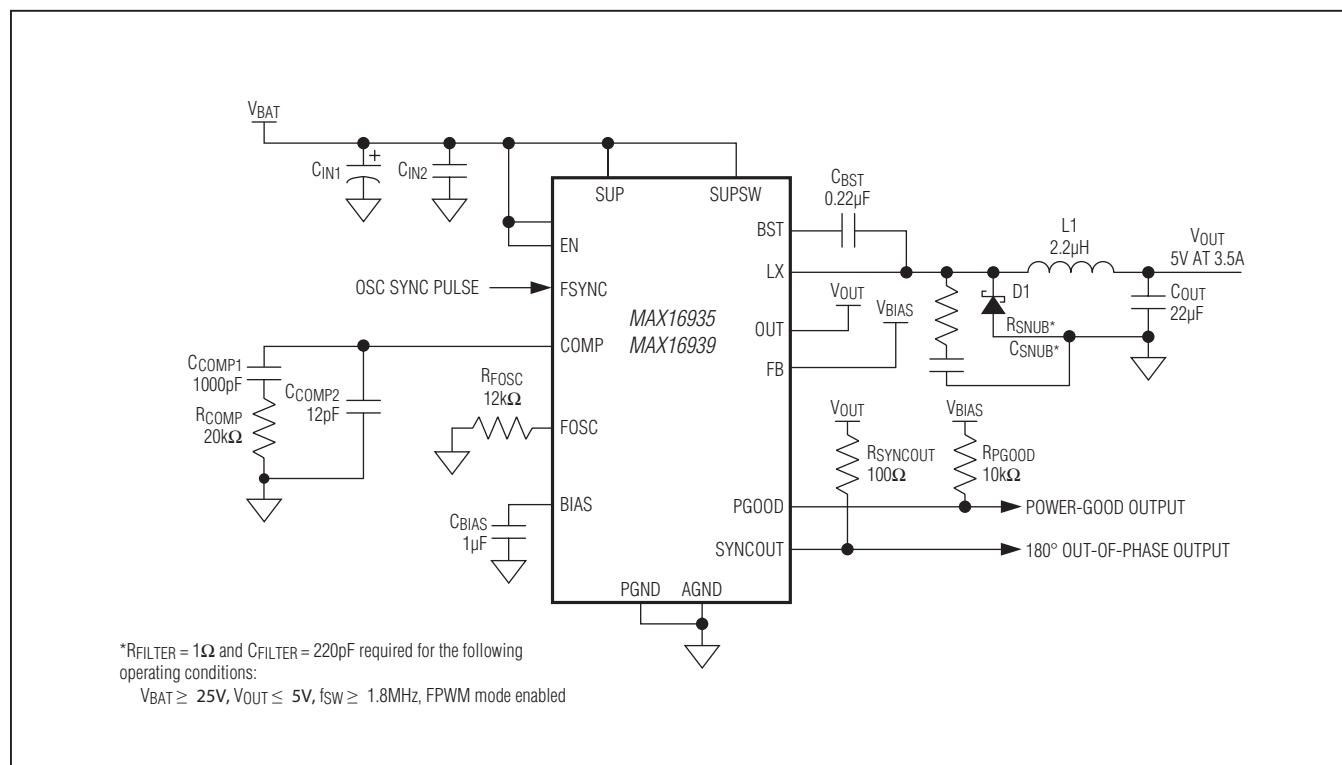 VBAT
CIN1
+
CIN2
SUP
SUPSW
EN
FSYNC
OSC SYNC PULSE
COMP
CCOMP1
1000pF
RCOMP
20kΩ
CCOMP2
12pF
RFOSC
12kΩ
FOSC
BIAS
CBIAS
1µF
MAX16935
MAX16939
PGND
AGND
BST
LX
OUT
FB
PGOOD
SYNCOUT
CBST
0.22µF
L1
2.2µH
VOUT
5V AT 3.5A
D1
RSNUB*
CSNUB*
COUT
22µF
VOUT
VBIAS
VOUT
RSYNCOUT
100Ω
VBIAS
RPGOOD
10kΩ
POWER-GOOD OUTPUT
180° OUT-OF-PHASE OUTPUT
*RFILTER = 1Ω and CFILTER = 220pF required for the following
operating conditions:
VBAT ≥ 25V, VOUT ≤ 5V, fSW ≥ 1.8MHz, FPWM mode enabled